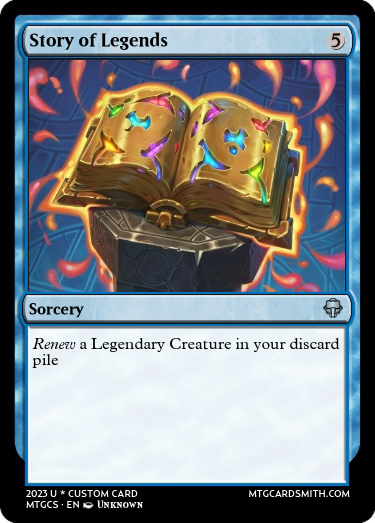 Story of Legends 5
Sorcery
Renew a Legendary Creature in your discard
pile
2023 U * CUSTOM CARD
MTGCS · EN Unknown
MTGCARDSMITH.COM